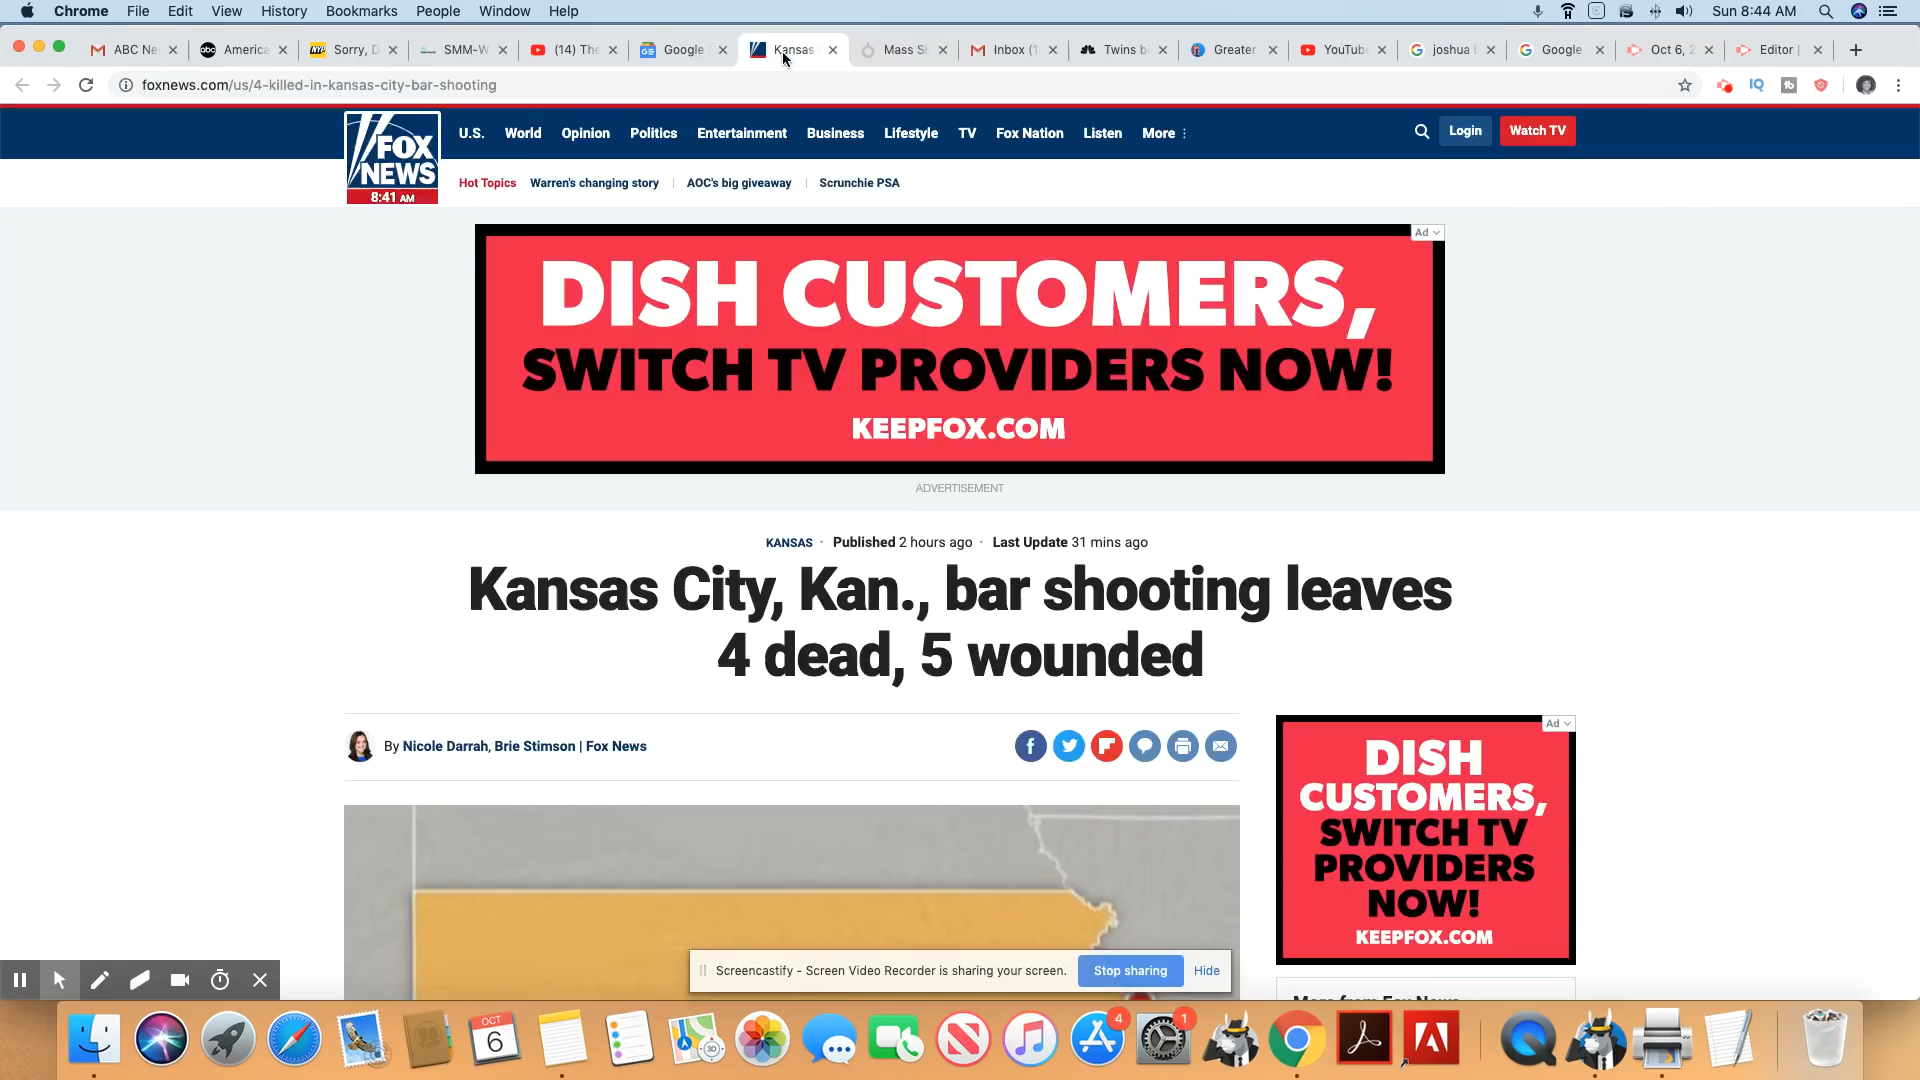 Chrome File Edit View History Bookmarks People Window Help Sun 8:44 AM
ABC Ne America Sorry, D SMM-W (14) The Google Kansas Mass Sh Inbox (1 Twins b Greater YouTub joshua b Google Oct 6, 2 Editor |
foxnews.com/us/4-killed-in-kansas-city-bar-shooting
FOX NEWS
8:41 AM
U.S. World Opinion Politics Entertainment Business Lifestyle TV Fox Nation Listen More Login Watch TV
Hot Topics Warren's changing story AOC's big giveaway Scrunchie PSA
Ad
DISH CUSTOMERS,
SWITCH TV PROVIDERS NOW!
KEEPFOX.COM
ADVERTISEMENT
KANSAS · Published 2 hours ago · Last Update 31 mins ago
Kansas City, Kan., bar shooting leaves
4 dead, 5 wounded
By Nicole Darrah, Brie Stimson | Fox News
Ad
DISH
CUSTOMERS,
SWITCH TV
PROVIDERS
NOW!
KEEPFOX.COM
Screencastify - Screen Video Recorder is sharing your screen. Stop sharing Hide
More from Fox News
OCT
6
3D
4
1